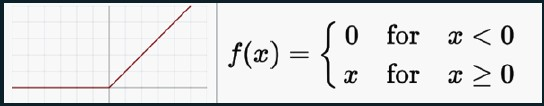 f(x) = { 0 for x < 0
x for x ≥ 0